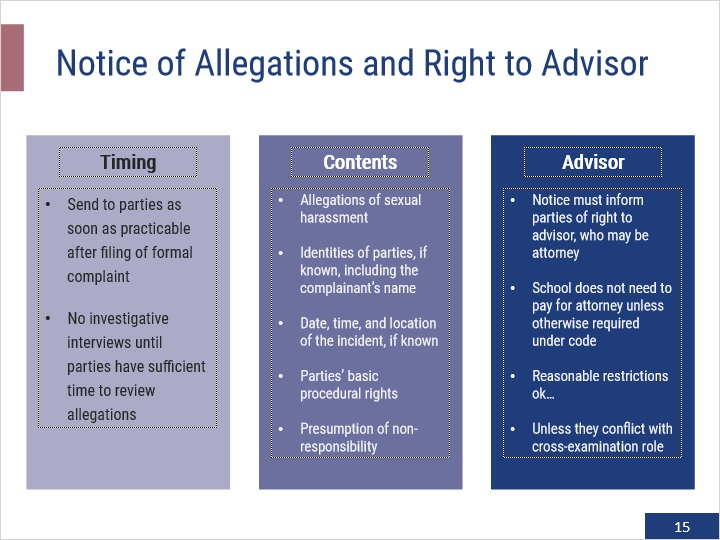 Notice of Allegations and Right to Advisor
Timing
• Send to parties as
soon as practicable
after filing of formal
complaint
• No investigative
interviews until
parties have sufficient
time to review
allegations
Contents
• Allegations of sexual
harassment
• Identities of parties, if
known, including the
complainant's name
• Date, time, and location
of the incident, if known
• Parties' basic
procedural rights
• Presumption of non-
responsibility
Advisor
• Notice must inform
parties of right to
advisor, who may be
attorney
• School does not need to
pay for attorney unless
otherwise required
under code
• Reasonable restrictions
ok…
• Unless they conflict with
cross-examination role
15